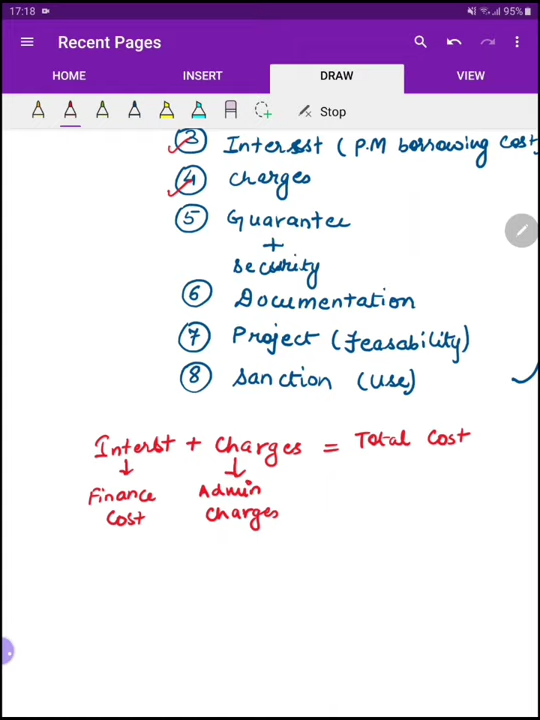 17:18 95%
Recent Pages
HOME INSERT DRAW VIEW
Stop
3 Interest (P.M borrowing cost)
4 charges
5 Guarantee
+
security
6 Documentation
7 Project (feasability)
8 sanction (use)
Interst + Charges = Total Cost
Finance Admin
Cost Charges